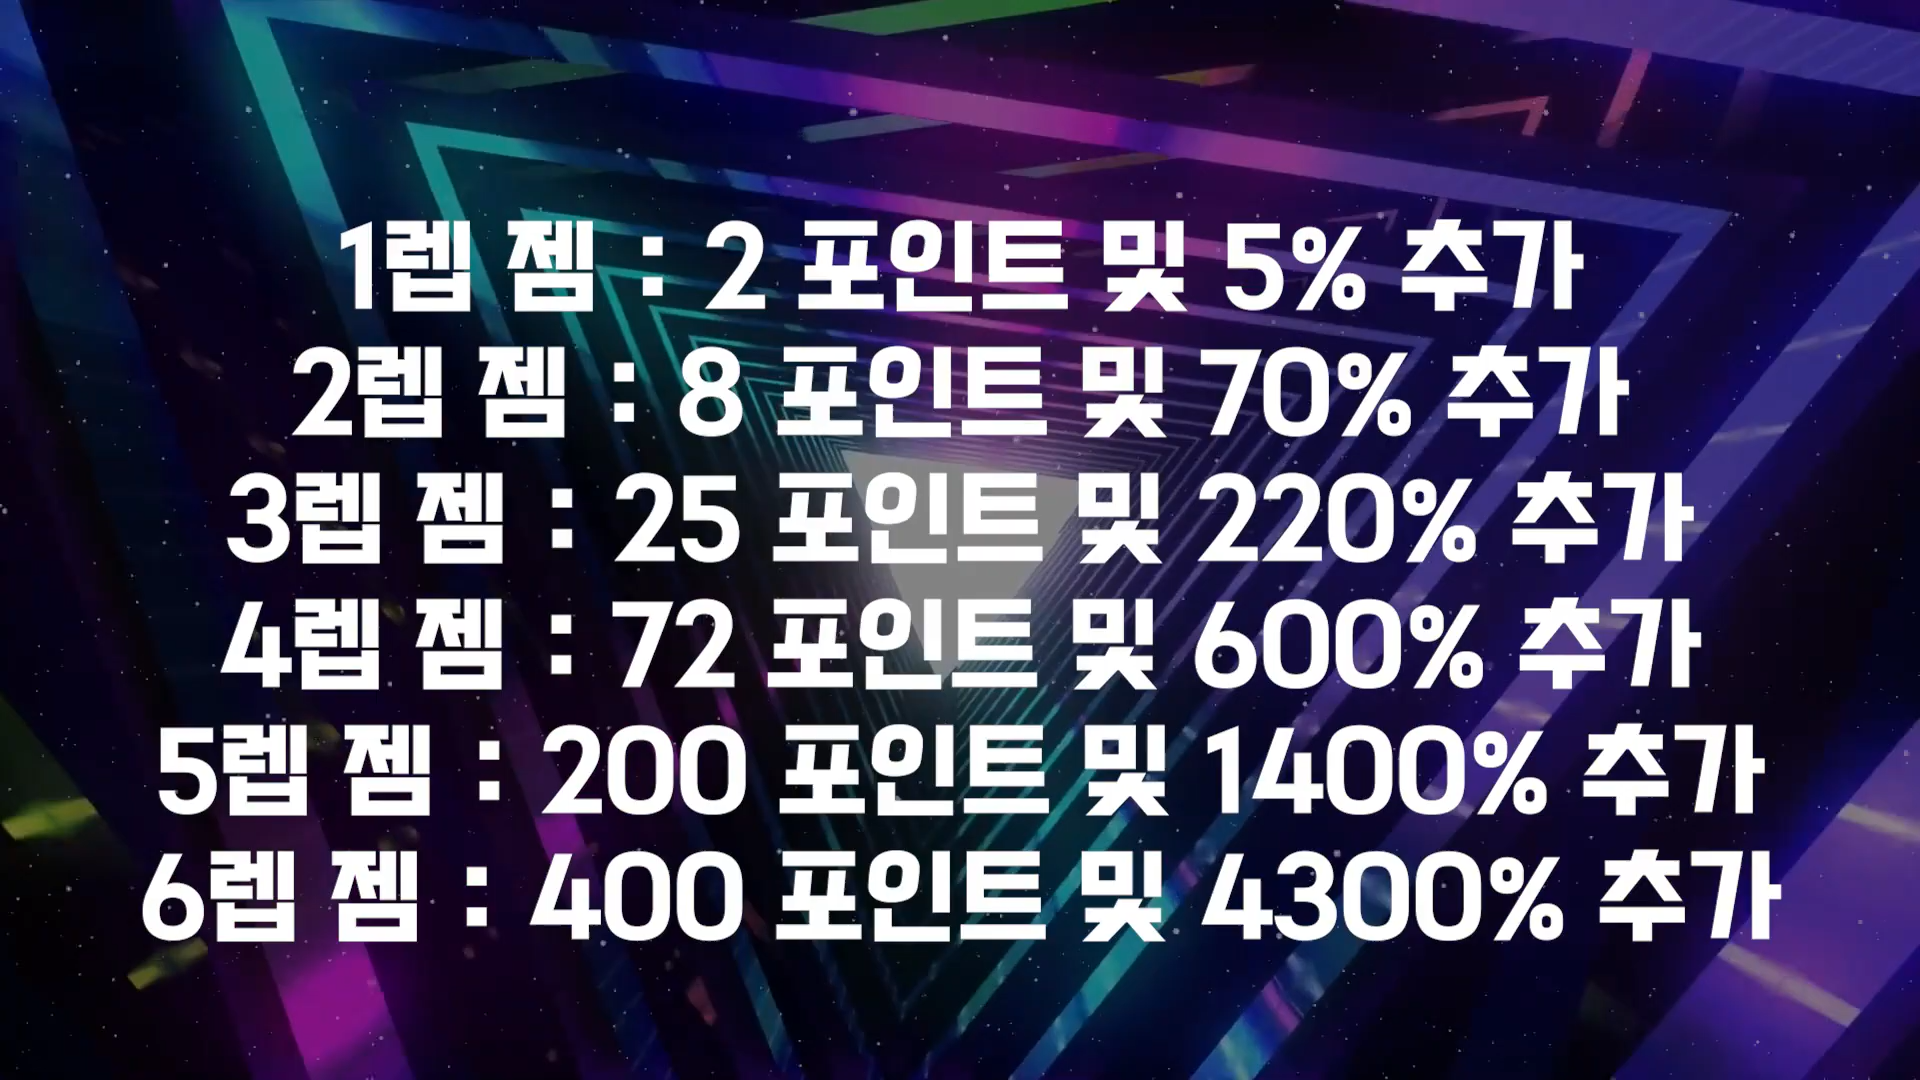 1렙 젬 : 2 포인트 및 5% 추가
2렙 젬 : 8 포인트 및 70% 추가
3렙 젬 : 25 포인트 및 220% 추가
4렙 젬 : 72 포인트 및 600% 추가
5렙 젬 : 200 포인트 및 1400% 추가
6렙 젬 : 400 포인트 및 4300% 추가